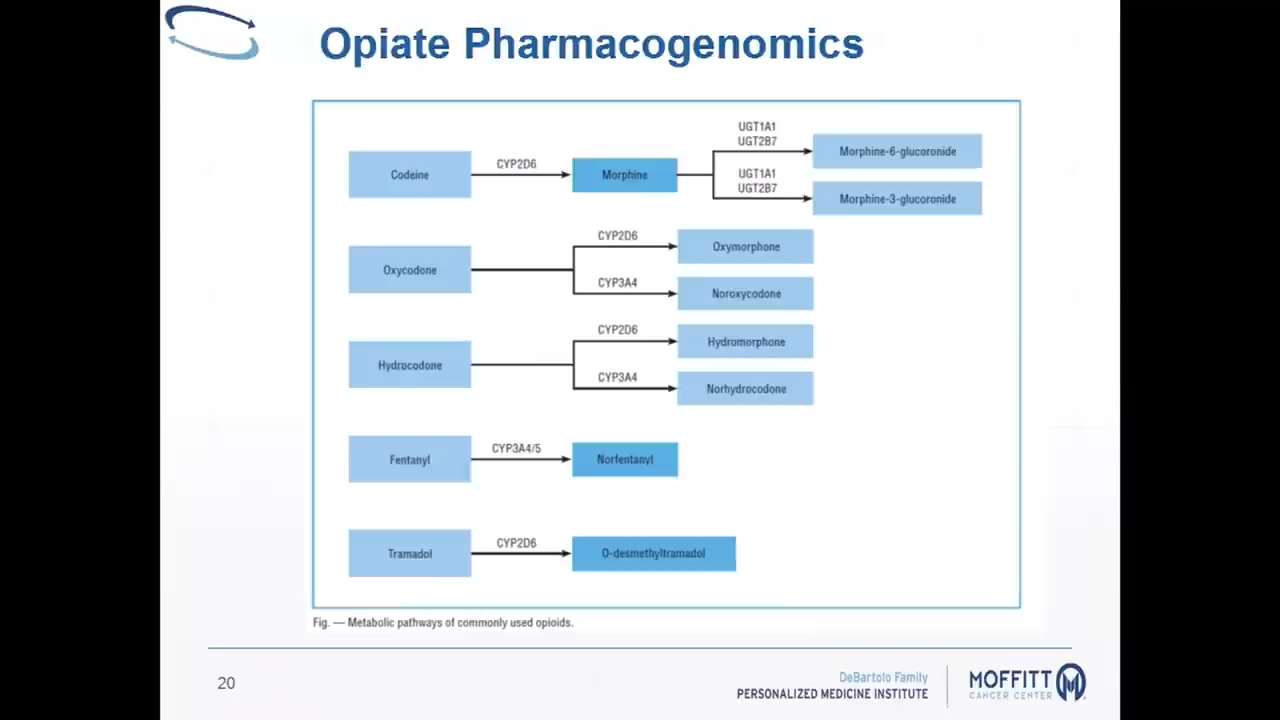 Opiate Pharmacogenomics
UGT1A1
UGT2B7
Codeine
CYP2D6
Morphine
Morphine-6-glucoronide
UGT1A1
UGT2B7
Morphine-3-glucoronide
Oxycodone
CYP2D6
Oxymorphone
CYP3A4
Noroxycodone
Hydrocodone
CYP2D6
Hydromorphone
CYP3A4
Norhydrocodone
Fentanyl
CYP3A4/5
Norfentanyl
Tramadol
CYP2D6
O-desmethyltramadol
Fig. — Metabolic pathways of commonly used opioids.
20
DeBartolo Family
PERSONALIZED MEDICINE INSTITUTE
MOFFITT
CANCER CENTER